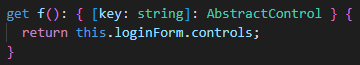 get f(): { [key: string]: AbstractControl } {
  return this.loginForm.controls;
}